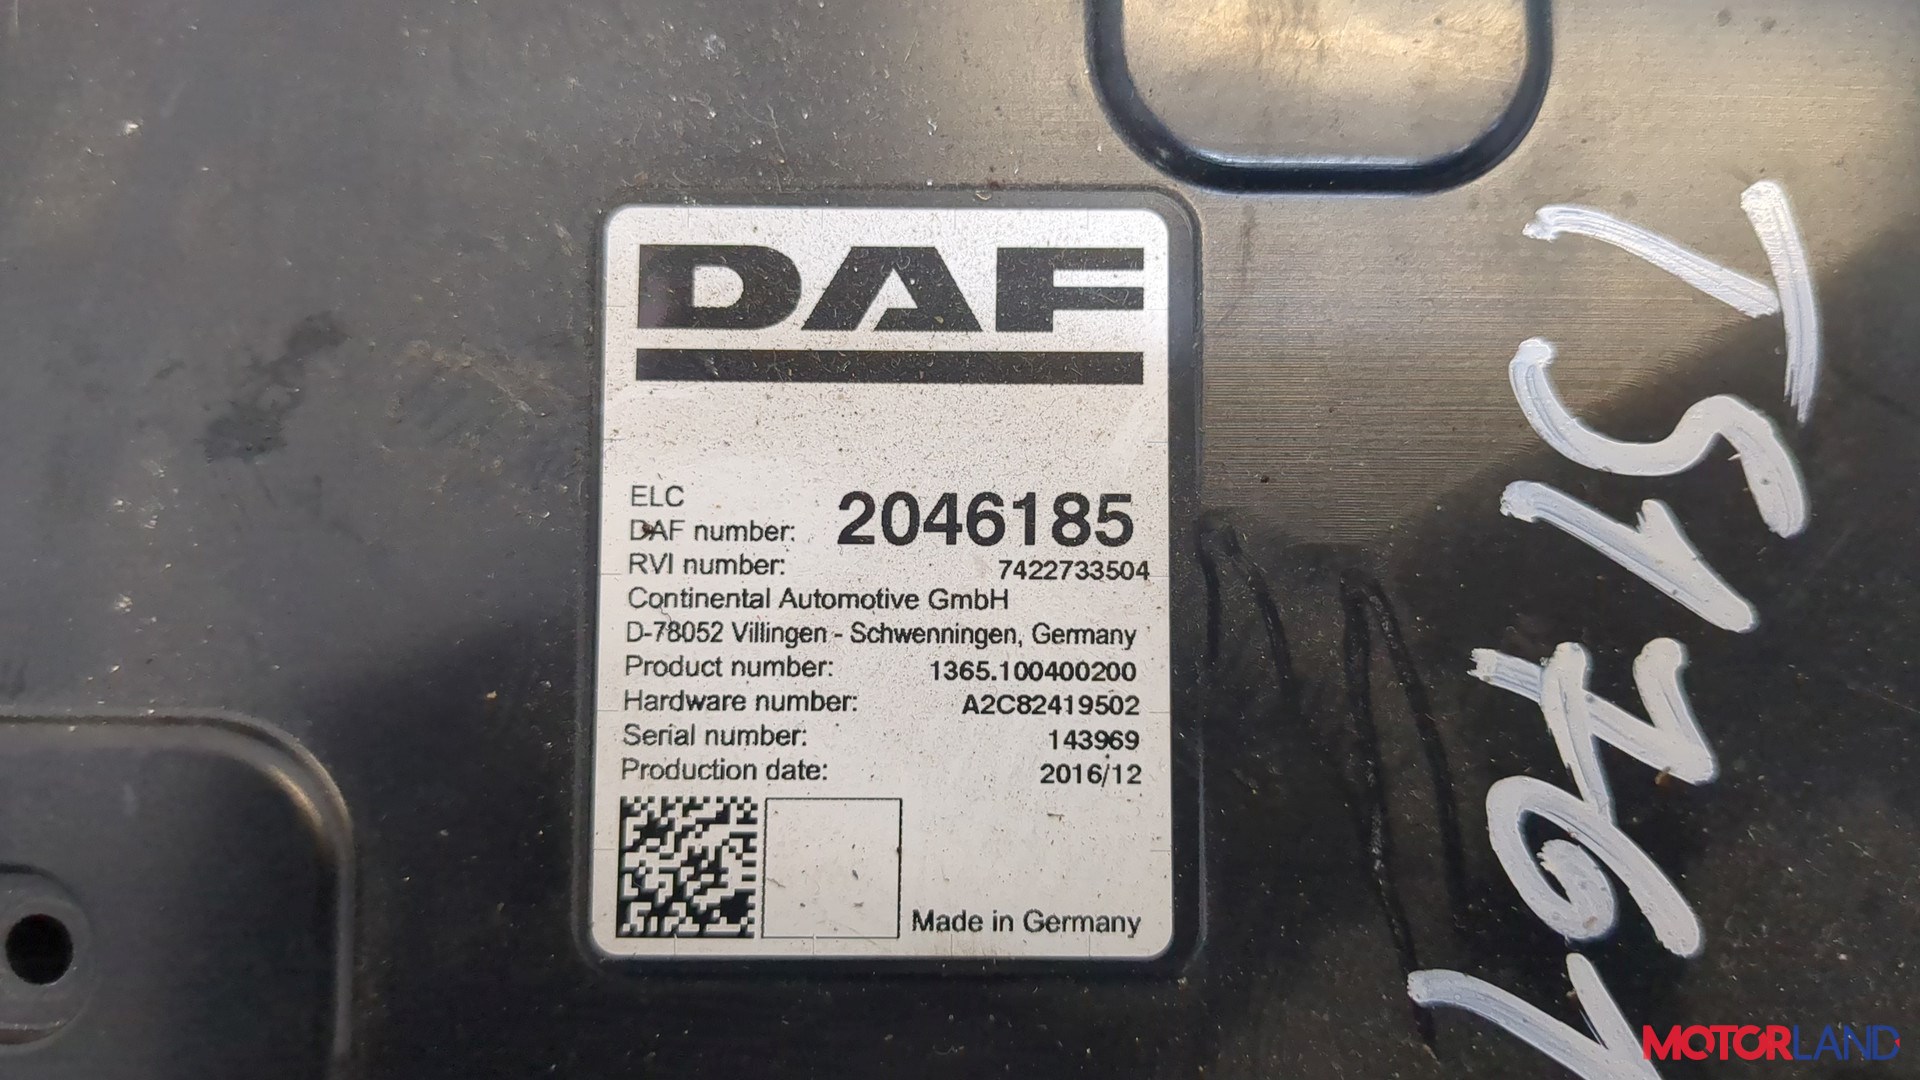 DAF
ELC
DAF number: 2046185
RVI number: 7422733504
Continental Automotive GmbH
D-78052 Villingen - Schwenningen, Germany
Product number: 1365.100400200
Hardware number: A2C82419502
Serial number: 143969
Production date: 2016/12
Made in Germany
MOTORLAND